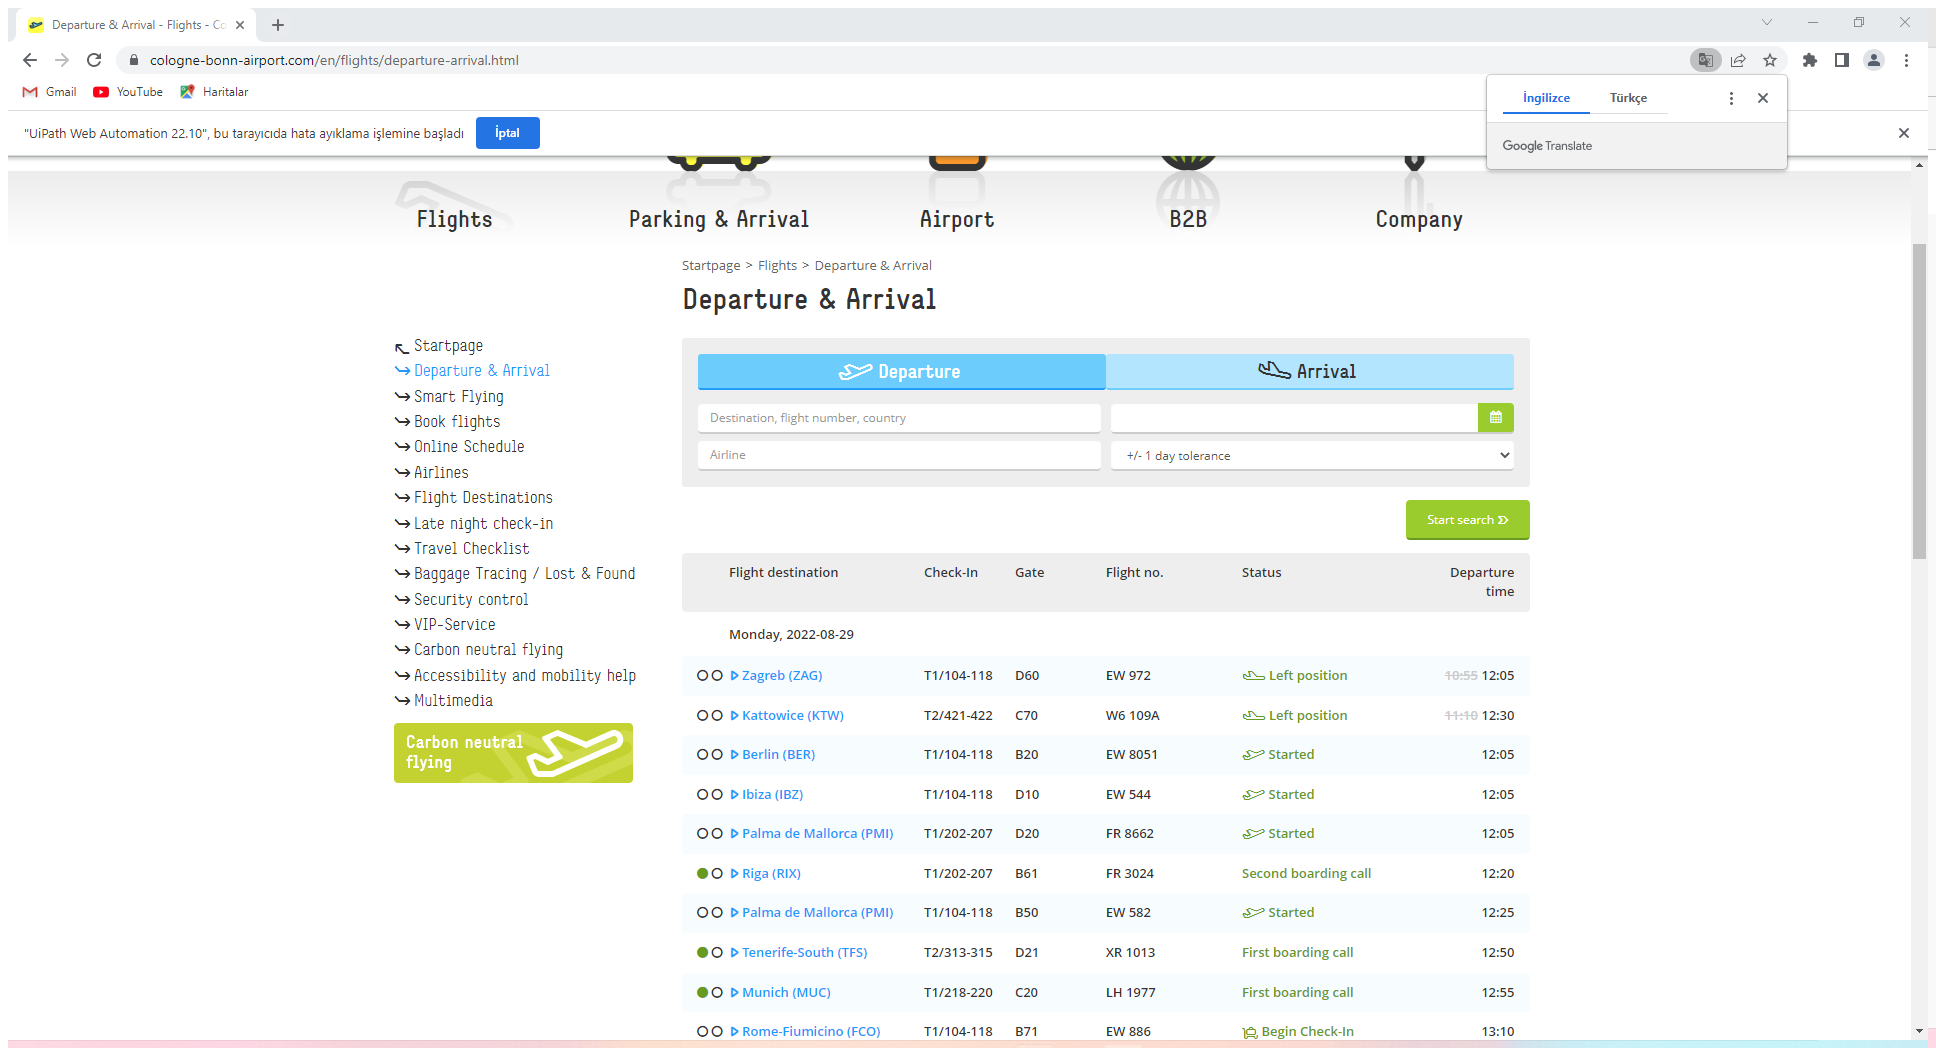 Departure & Arrival - Flights - Co
cologne-bonn-airport.com/en/flights/departure-arrival.html
Gmail YouTube Haritalar
İngilizce Türkçe
"UiPath Web Automation 22.10", bu tarayıcıda hata ayıklama işlemine başladı İptal
Google Translate
Flights Parking & Arrival Airport B2B Company
Startpage > Flights > Departure & Arrival
Departure & Arrival
Startpage
Departure & Arrival
Smart Flying
Book flights
Online Schedule
Airlines
Flight Destinations
Late night check-in
Travel Checklist
Baggage Tracing / Lost & Found
Security control
VIP-Service
Carbon neutral flying
Accessibility and mobility help
Multimedia
Carbon neutral
flying
Departure Arrival
Destination, flight number, country
Airline +/- 1 day tolerance
Start search
Flight destination Check-In Gate Flight no. Status Departure
time
Monday, 2022-08-29
Zagreb (ZAG) T1/104-118 D60 EW 972 Left position 10:55 12:05
Kattowice (KTW) T2/421-422 C70 W6 109A Left position 11:10 12:30
Berlin (BER) T1/104-118 B20 EW 8051 Started 12:05
Ibiza (IBZ) T1/104-118 D10 EW 544 Started 12:05
Palma de Mallorca (PMI) T1/202-207 D20 FR 8662 Started 12:05
Riga (RIX) T1/202-207 B61 FR 3024 Second boarding call 12:20
Palma de Mallorca (PMI) T1/104-118 B50 EW 582 Started 12:25
Tenerife-South (TFS) T2/313-315 D21 XR 1013 First boarding call 12:50
Munich (MUC) T1/218-220 C20 LH 1977 First boarding call 12:55
Rome-Fiumicino (FCO) T1/104-118 B71 EW 886 Begin Check-In 13:10